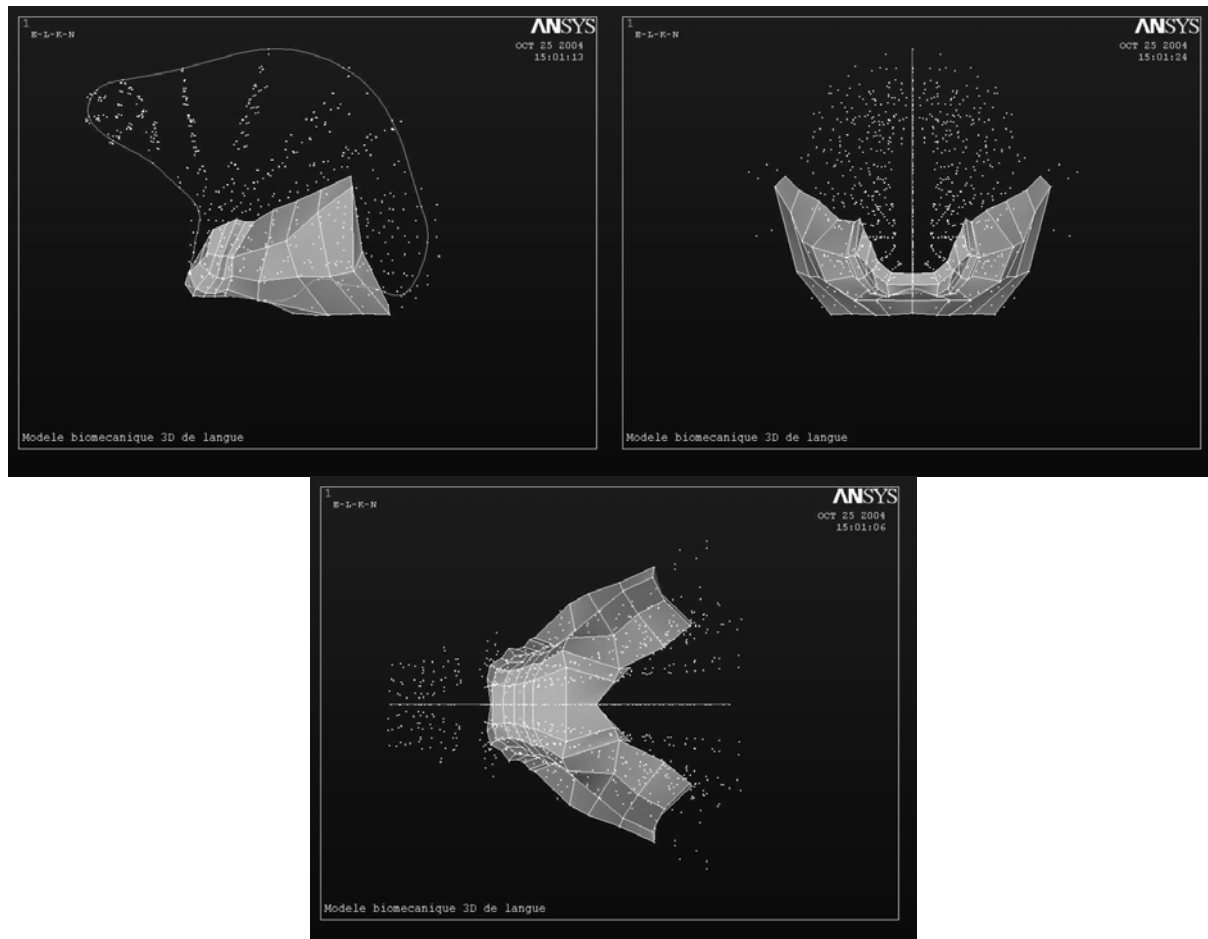 1
E-L-K-N
ANSYS
OCT 25 2004
15:01:13
Modele biomecanique 3D de langue
1
E-L-K-N
ANSYS
OCT 25 2004
15:01:24
Modele biomecanique 3D de langue
1
E-L-K-N
ANSYS
OCT 25 2004
15:01:06
Modele biomecanique 3D de langue